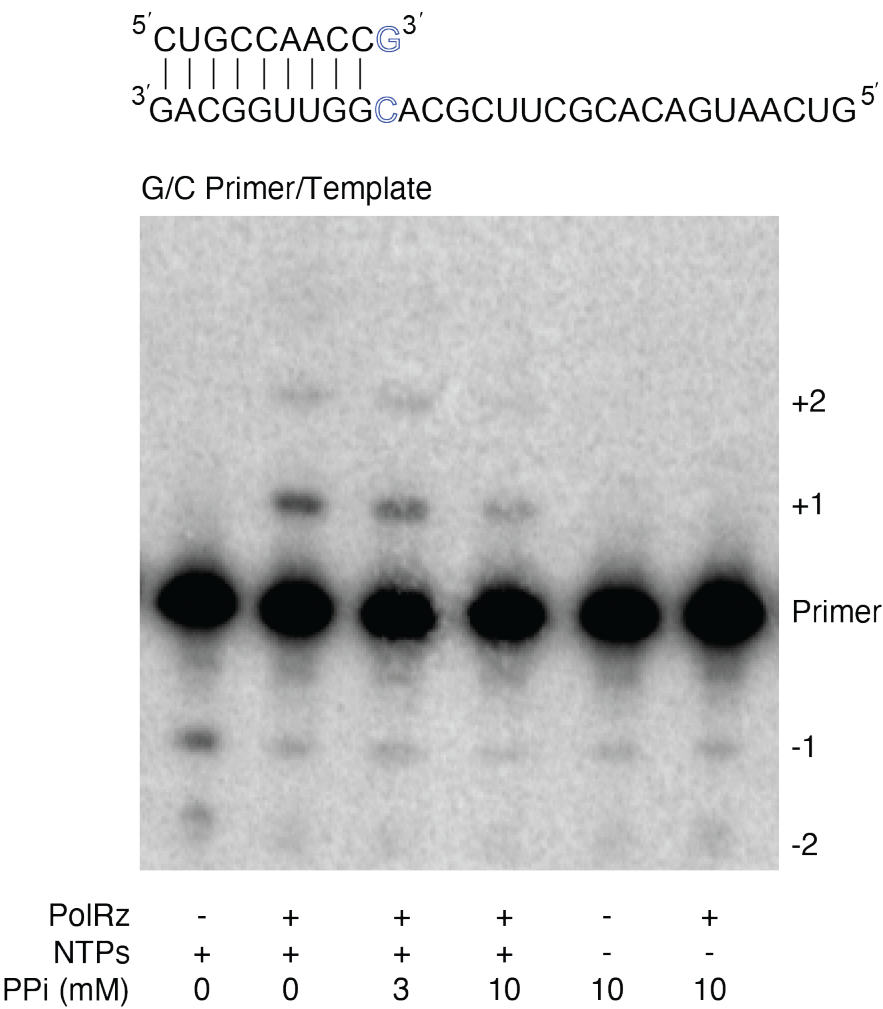 5′CUGCCAACCG3′
3′GACGGUUGGCACGCUUCGCACAGUAACUG5′
G/C Primer/Template
+2
+1
Primer
-1
-2
PolRz - + + + - +
NTPs + + + + - -
PPi (mM) 0 0 3 10 10 10